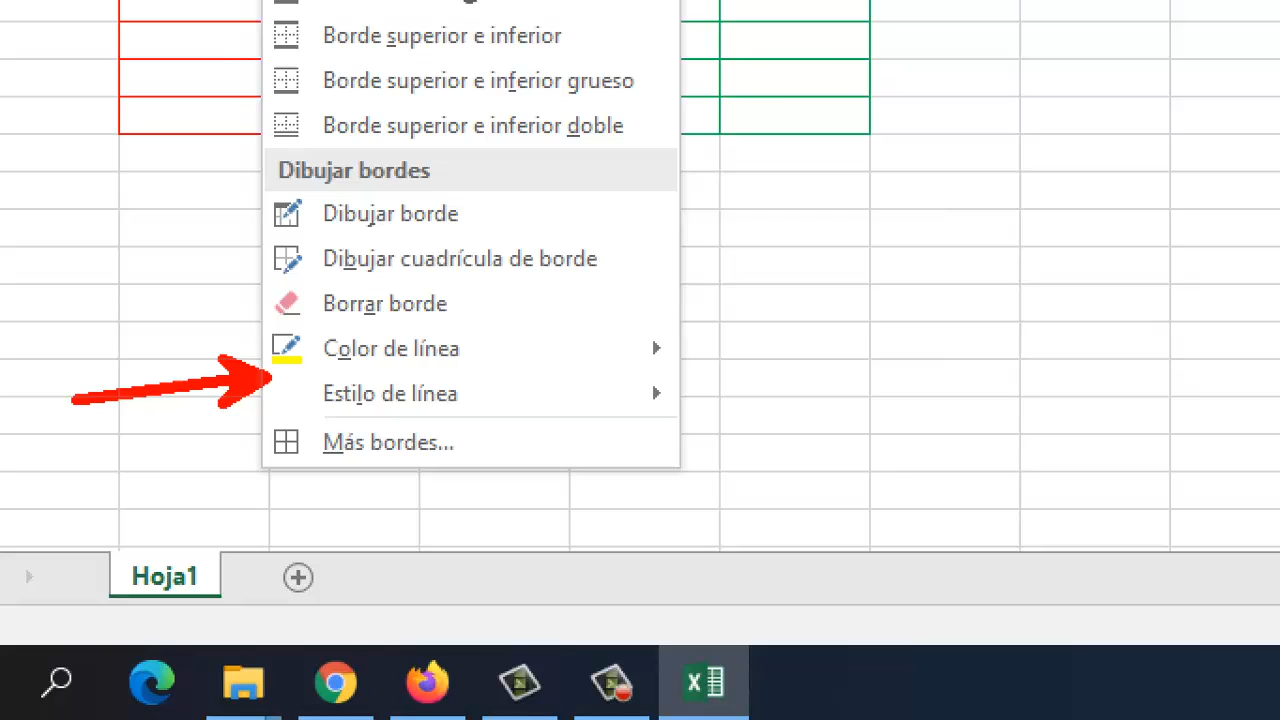 Borde superior e inferior
Borde superior e inferior grueso
Borde superior e inferior doble
Dibujar bordes
Dibujar borde
Dibujar cuadrícula de borde
Borrar borde
Color de línea
Estilo de línea
Más bordes...
Hoja1